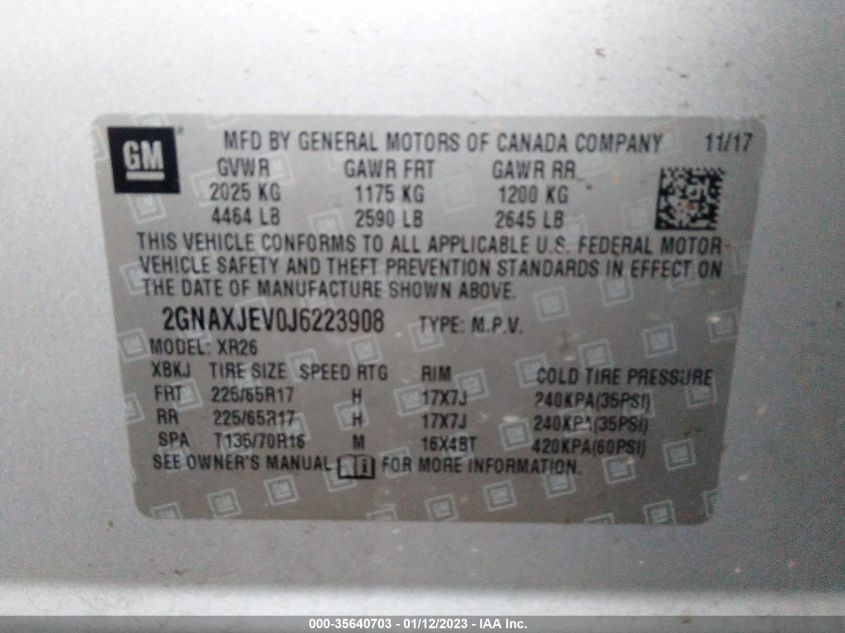 GM MFD BY GENERAL MOTORS OF CANADA COMPANY 11/17
GVWR GAWR FRT GAWR RR
2025 KG 1175 KG 1200 KG
4464 LB 2590 LB 2645 LB
THIS VEHICLE CONFORMS TO ALL APPLICABLE U.S. FEDERAL MOTOR
VEHICLE SAFETY AND THEFT PREVENTION STANDARDS IN EFFECT ON
THE DATE OF MANUFACTURE SHOWN ABOVE.
2GNAXJEV0J6223908 TYPE: M.P.V.
MODEL: XR26
XBKJ TIRE SIZE SPEED RTG RIM COLD TIRE PRESSURE
FRT 225/65R17 H 17X7J 240KPA(35PSI)
RR 225/65R17 H 17X7J 240KPA(35PSI)
SPA T135/70R16 M 16X4BT 420KPA(60PSI)
SEE OWNER'S MANUAL FOR MORE INFORMATION.
000-35640703 - 01/12/2023 - IAA Inc.